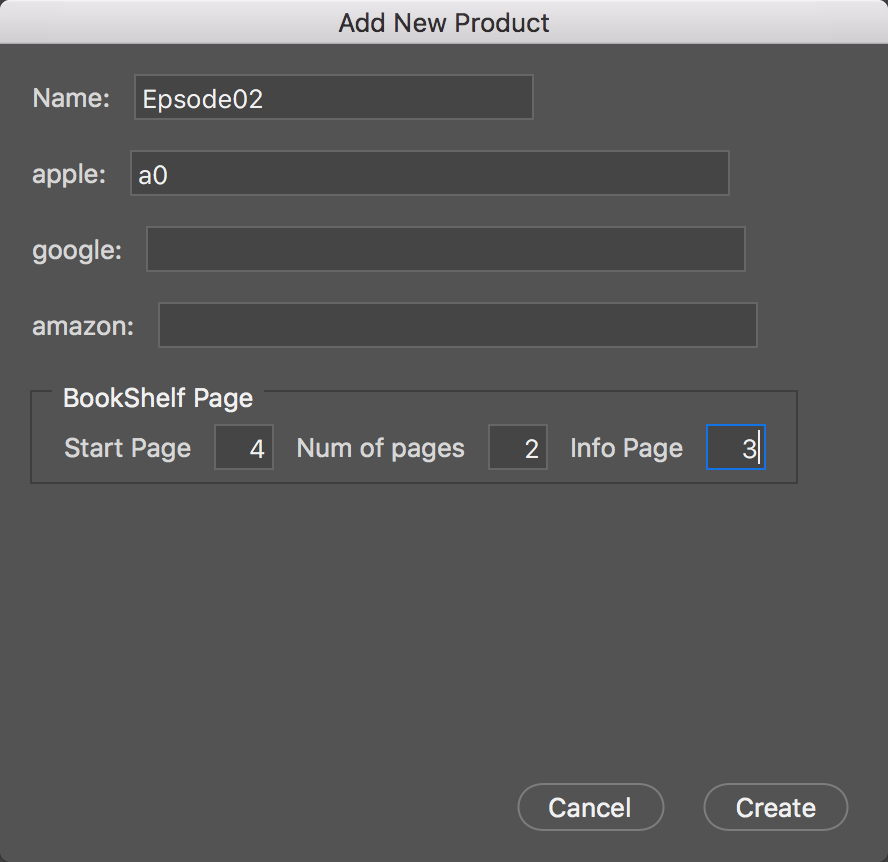 Add New Product
Name: Epsode02
apple: a0
google:
amazon:
BookShelf Page
Start Page 4 Num of pages 2 Info Page 3
Cancel Create